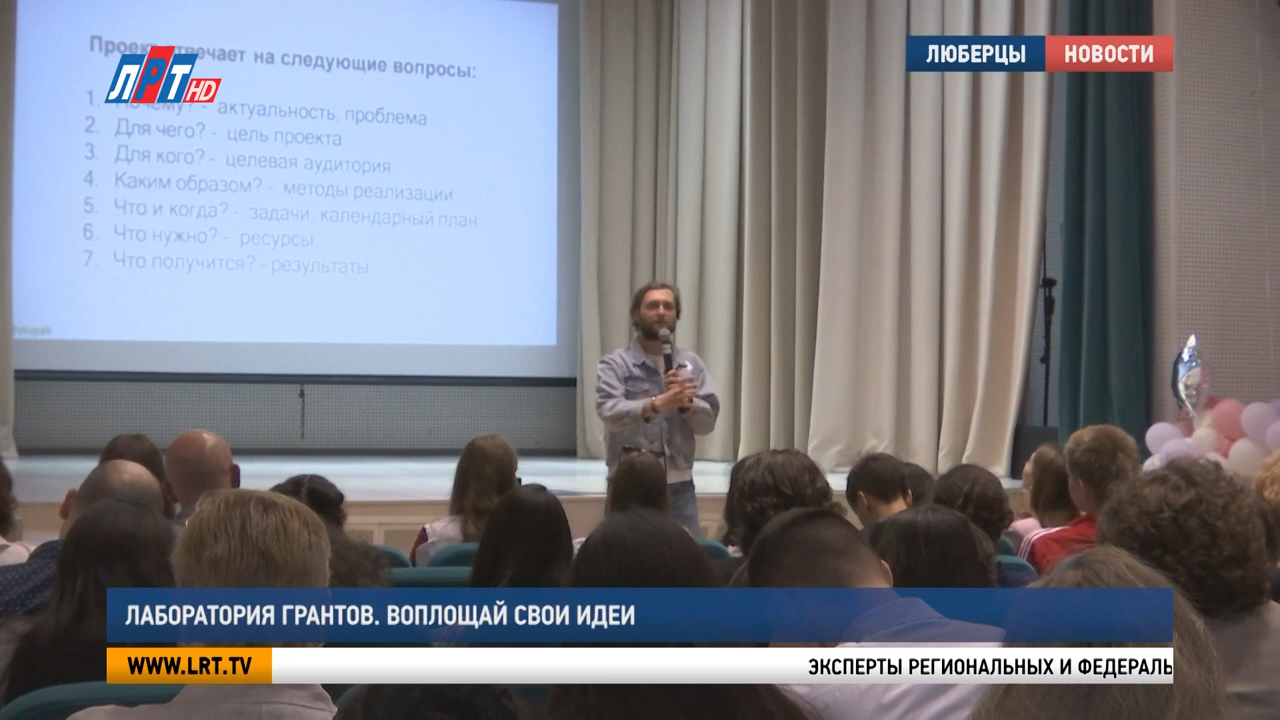 Проект отвечает на следующие вопросы:
1. Почему? - актуальность, проблема
2. Для чего? - цель проекта
3. Для кого? - целевая аудитория
4. Каким образом? - методы реализации
5. Что и когда? - задачи, календарный план
6. Что нужно? - ресурсы
7. Что получится? - результаты
ЛРТ HD
ЛЮБЕРЦЫ НОВОСТИ
ЛАБОРАТОРИЯ ГРАНТОВ. ВОПЛОЩАЙ СВОИ ИДЕИ
WWW.LRT.TV
ЭКСПЕРТЫ РЕГИОНАЛЬНЫХ И ФЕДЕРАЛЬ